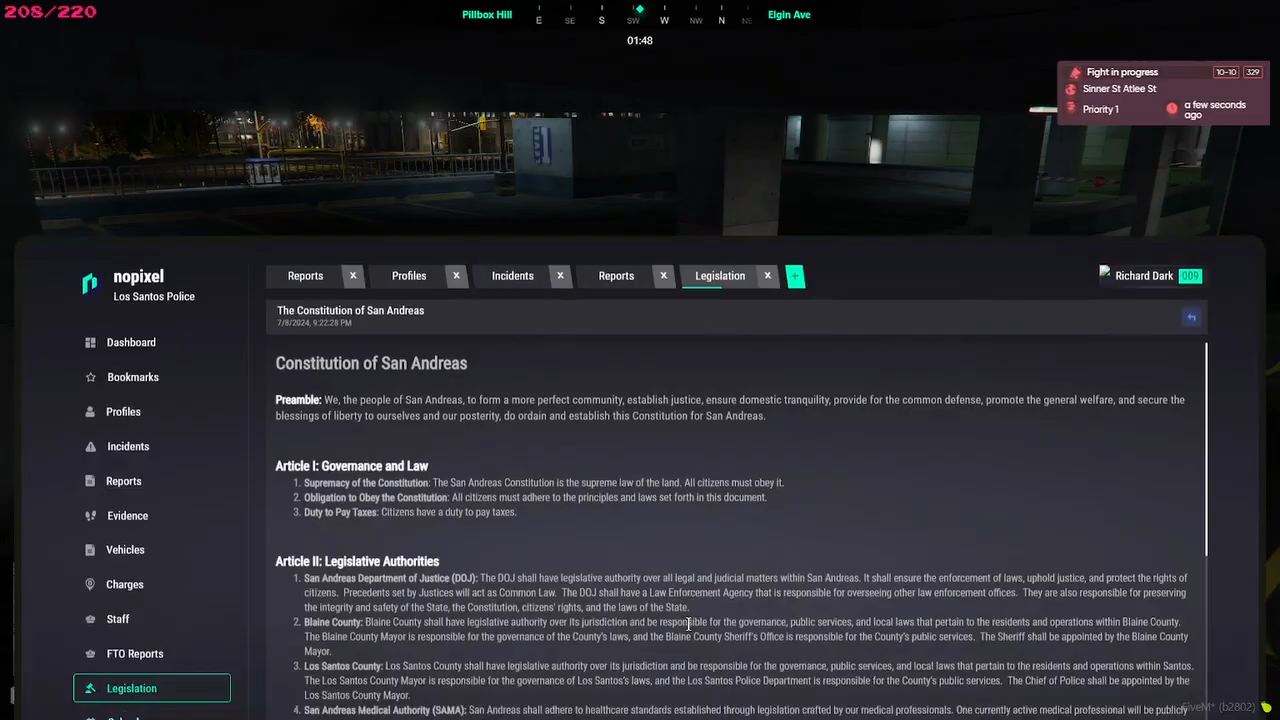 208/220
Pillbox Hill
E SE S SW W NW N NE
Elgin Ave
01:48
Fight in progress 10-10 329
Sinner St Atlee St
Priority 1 a few seconds
ago
nopixel
Los Santos Police
Reports x Profiles x Incidents x Reports x Legislation x +
Richard Dark 009
The Constitution of San Andreas
7/8/2024, 9:22:28 PM
Dashboard
Bookmarks
Profiles
Incidents
Reports
Evidence
Vehicles
Charges
Staff
FTO Reports
Legislation
Constitution of San Andreas
Preamble: We, the people of San Andreas, to form a more perfect community, establish justice, ensure domestic tranquility, provide for the common defense, promote the general welfare, and secure the
blessings of liberty to ourselves and our posterity, do ordain and establish this Constitution for San Andreas.
Article I: Governance and Law
1. Supremacy of the Constitution: The San Andreas Constitution is the supreme law of the land. All citizens must obey it.
2. Obligation to Obey the Constitution: All citizens must adhere to the principles and laws set forth in this document.
3. Duty to Pay Taxes: Citizens have a duty to pay taxes.
Article II: Legislative Authorities
1. San Andreas Department of Justice (DOJ): The DOJ shall have legislative authority over all legal and judicial matters within San Andreas. It shall ensure the enforcement of laws, uphold justice, and protect the rights of
citizens. Precedents set by Justices will act as Common Law. The DOJ shall have a Law Enforcement Agency that is responsible for overseeing other law enforcement offices. They are also responsible for preserving
the integrity and safety of the State, the Constitution, citizens' rights, and the laws of the State.
2. Blaine County: Blaine County shall have legislative authority over its jurisdiction and be responsible for the governance, public services, and local laws that pertain to the residents and operations within Blaine County.
The Blaine County Mayor is responsible for the governance of the County's laws, and the Blaine County Sheriff's Office is responsible for the County's public services. The Sheriff shall be appointed by the Blaine County
Mayor.
3. Los Santos County: Los Santos County shall have legislative authority over its jurisdiction and be responsible for the governance, public services, and local laws that pertain to the residents and operations within Santos.
The Los Santos County Mayor is responsible for the governance of Los Santos's laws, and the Los Santos Police Department is responsible for the County's public services. The Chief of Police shall be appointed by the
Los Santos County Mayor.
4. San Andreas Medical Authority (SAMA): San Andreas shall adhere to healthcare standards established through legislation crafted by our medical professionals. One currently active medical professional will be publicly
FiveM* (b2802)